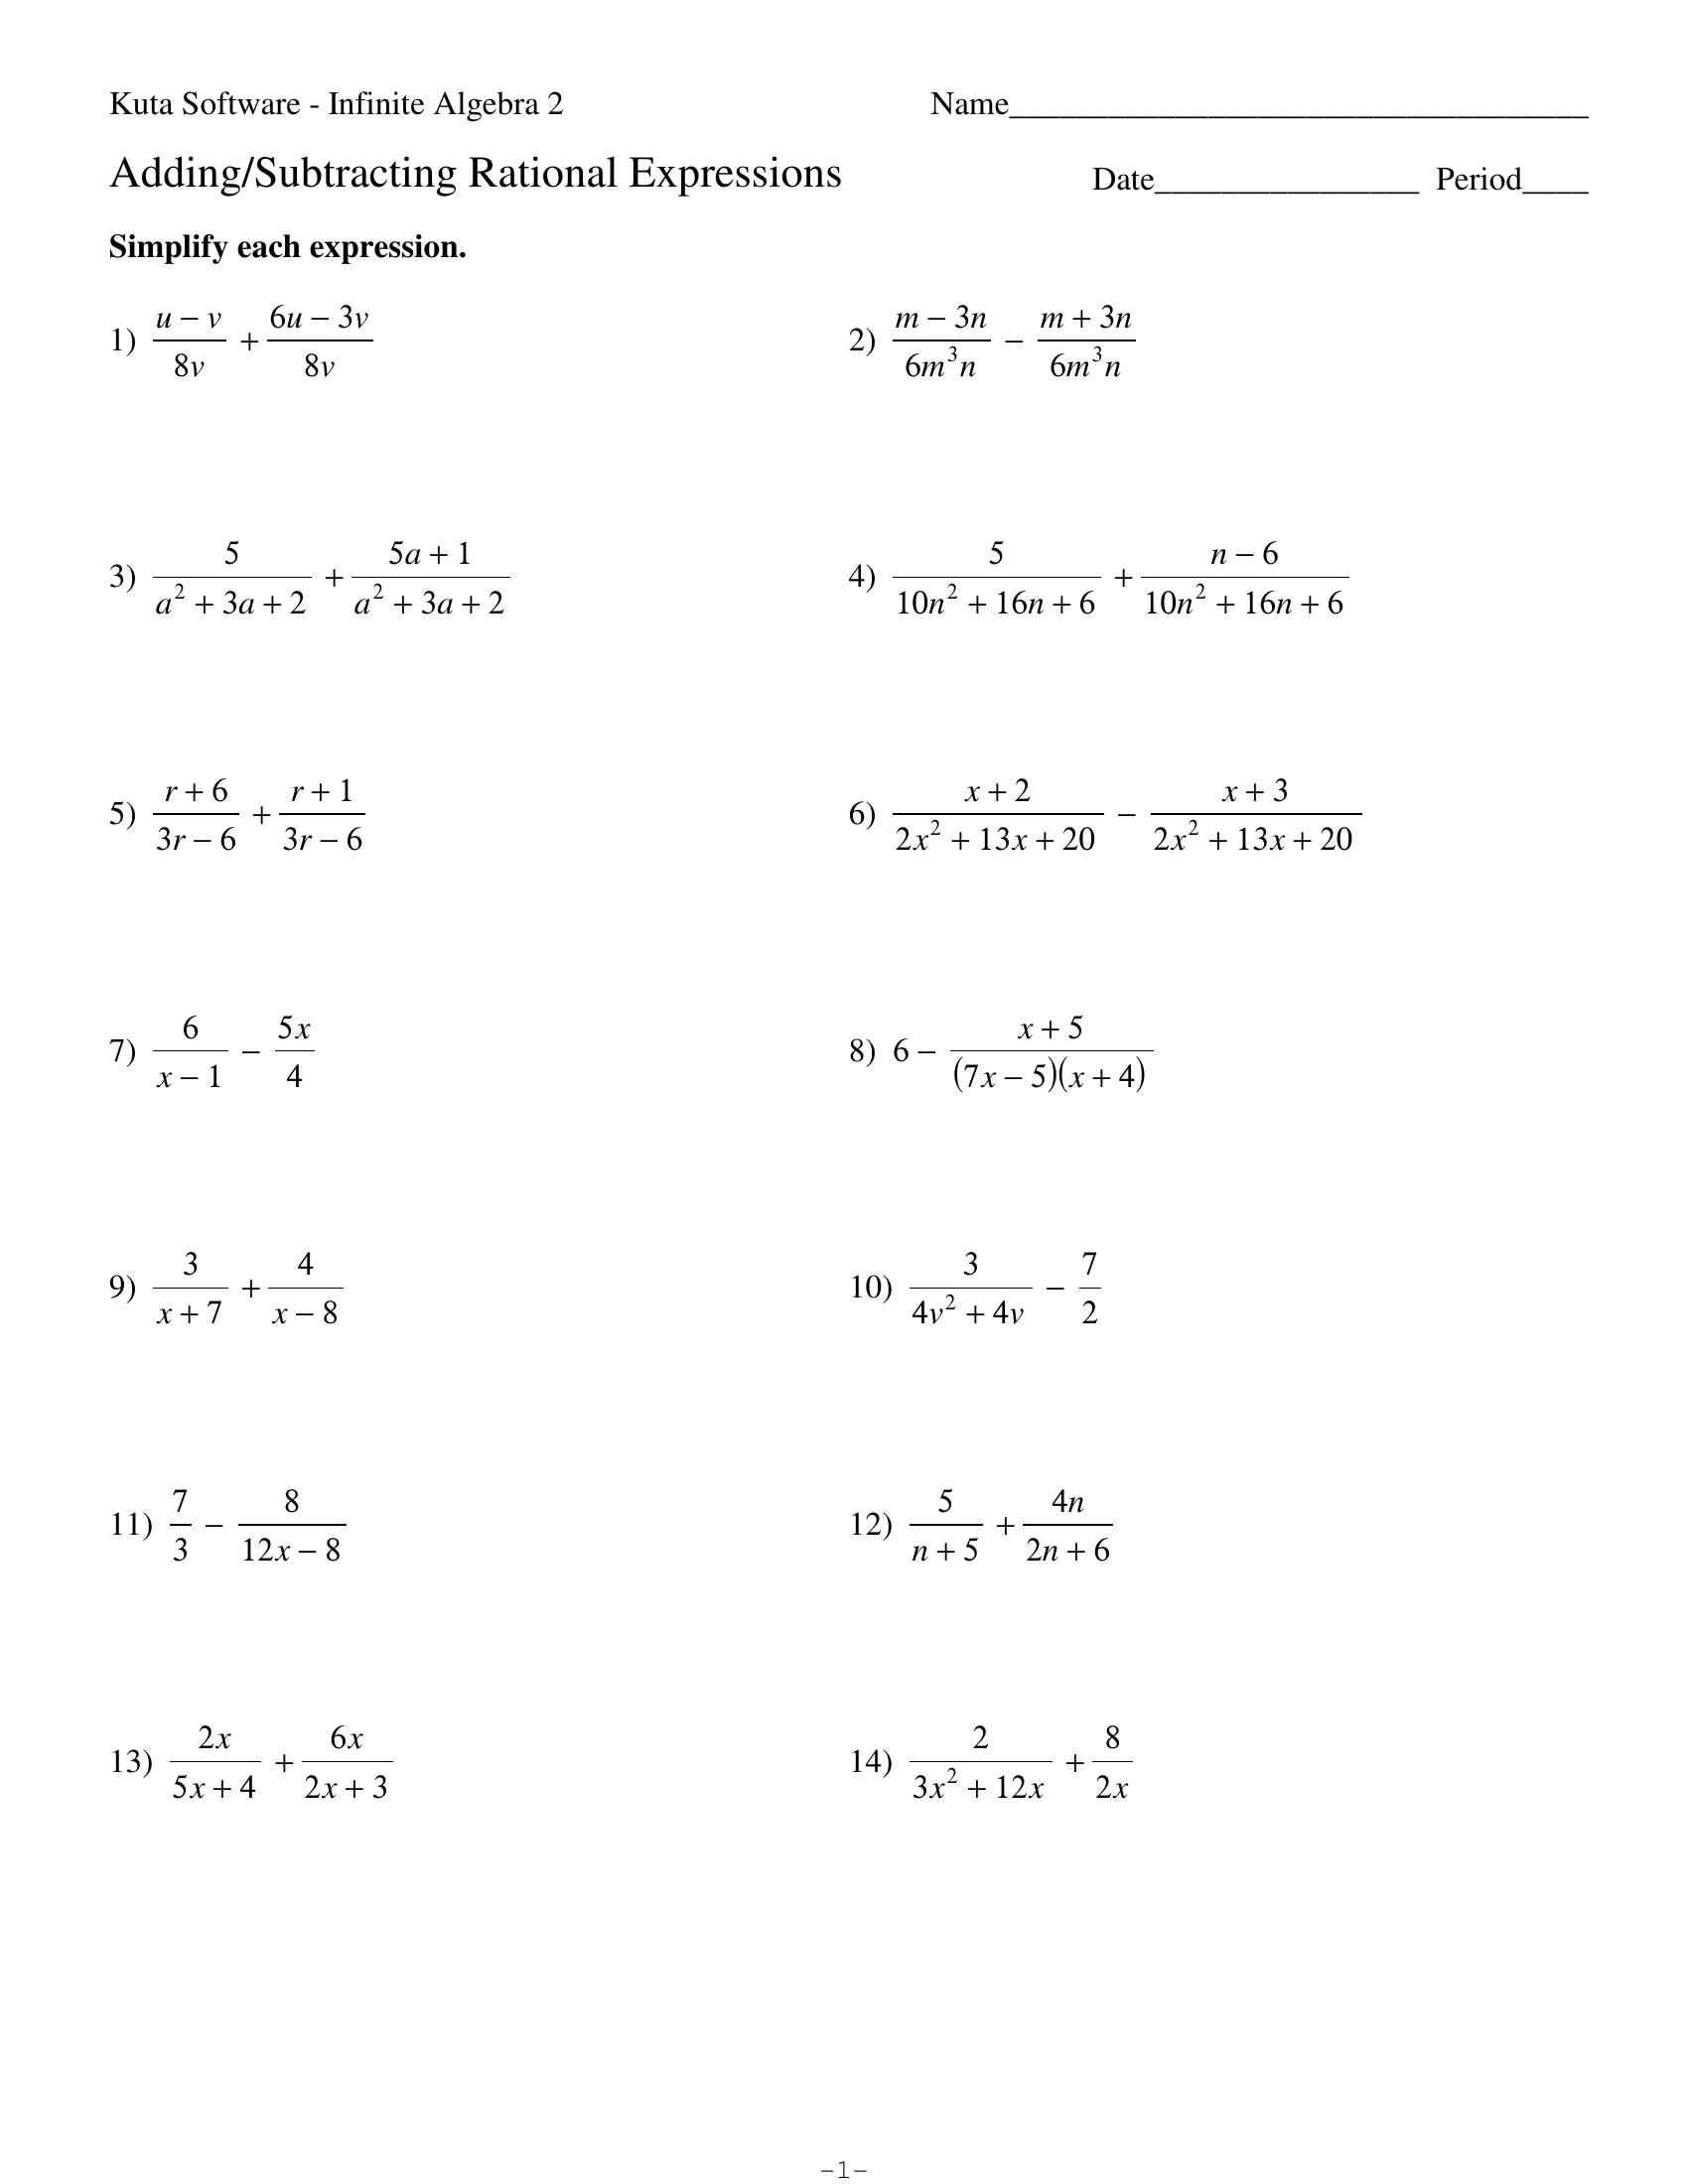 Kuta Software - Infinite Algebra 2 Name___________________________________
Adding/Subtracting Rational Expressions Date________________ Period____
Simplify each expression.
1) \frac{u - v}{8v} + \frac{6u - 3v}{8v} 2) \frac{m - 3n}{6m^3n} - \frac{m + 3n}{6m^3n}
3) \frac{5}{a^2 + 3a + 2} + \frac{5a + 1}{a^2 + 3a + 2} 4) \frac{5}{10n^2 + 16n + 6} + \frac{n - 6}{10n^2 + 16n + 6}
5) \frac{r + 6}{3r - 6} + \frac{r + 1}{3r - 6} 6) \frac{x + 2}{2x^2 + 13x + 20} - \frac{x + 3}{2x^2 + 13x + 20}
7) \frac{6}{x - 1} - \frac{5x}{4} 8) 6 - \frac{x + 5}{(7x - 5)(x + 4)}
9) \frac{3}{x + 7} + \frac{4}{x - 8} 10) \frac{3}{4v^2 + 4v} - \frac{7}{2}
11) \frac{7}{3} - \frac{8}{12x - 8} 12) \frac{5}{n + 5} + \frac{4n}{2n + 6}
13) \frac{2x}{5x + 4} + \frac{6x}{2x + 3} 14) \frac{2}{3x^2 + 12x} + \frac{8}{2x}
-1-